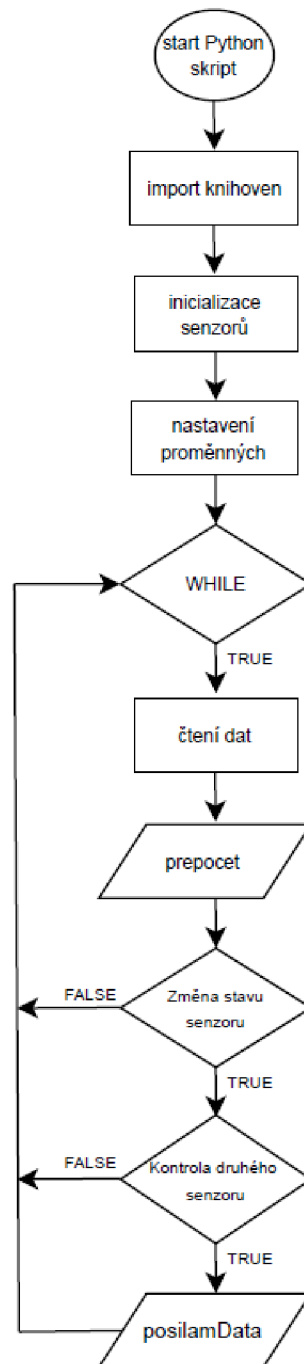 start Python
skript
import knihoven
inicializace
senzorů
nastavení
proměnných
WHILE
TRUE
čtení dat
prepocet
FALSE
Změna stavu
senzoru
TRUE
FALSE
Kontrola druhého
senzoru
TRUE
posilamData